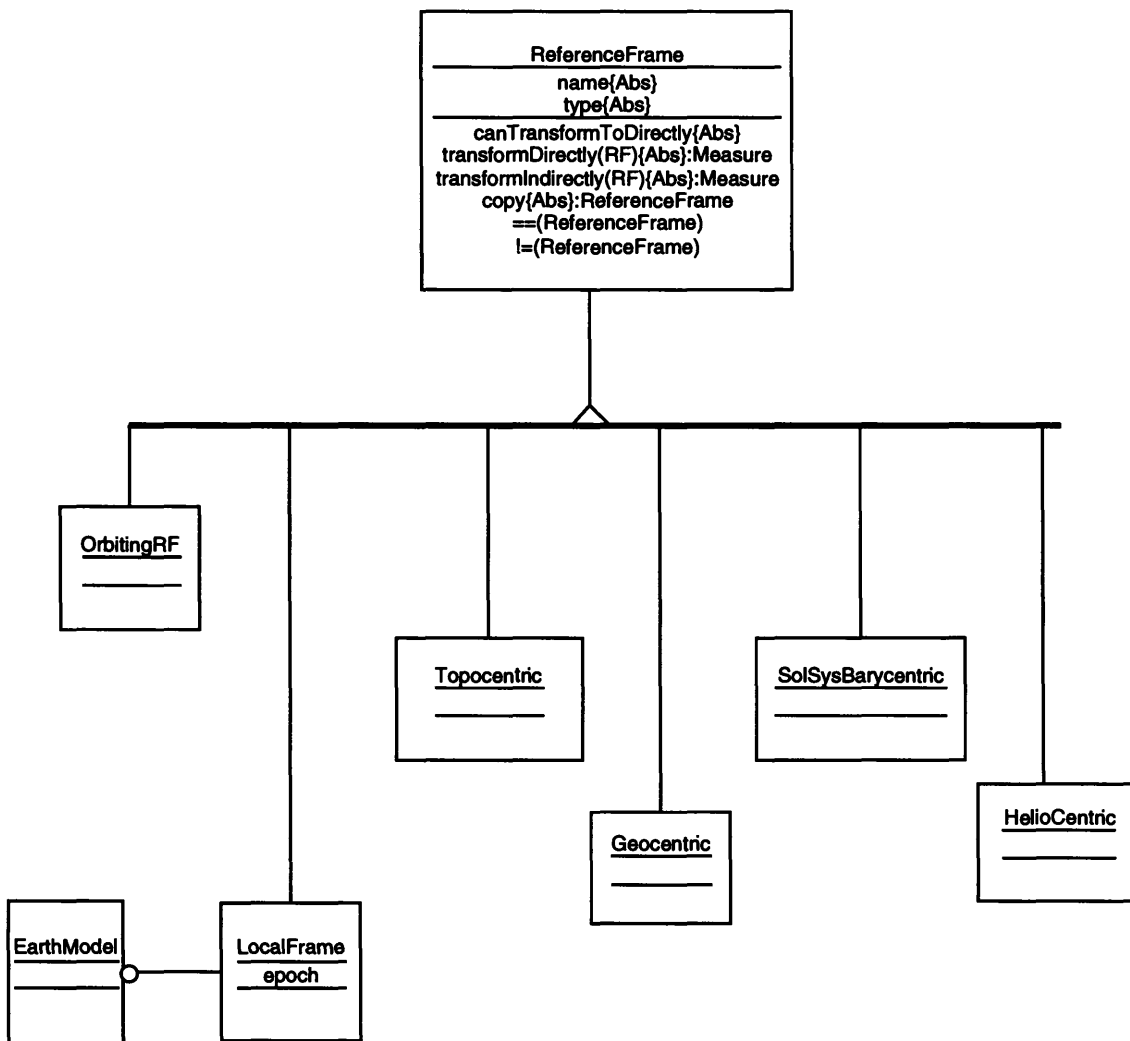 ReferenceFrame
name{Abs}
type{Abs}
canTransformToDirectly{Abs}
transformDirectly(RF){Abs}:Measure
transformIndirectly(RF){Abs}:Measure
copy{Abs}:ReferenceFrame
==(ReferenceFrame)
!=(ReferenceFrame)
OrbitingRF
Topocentric
SolSysBarycentric
HelioCentric
Geocentric
EarthModel
LocalFrame
epoch